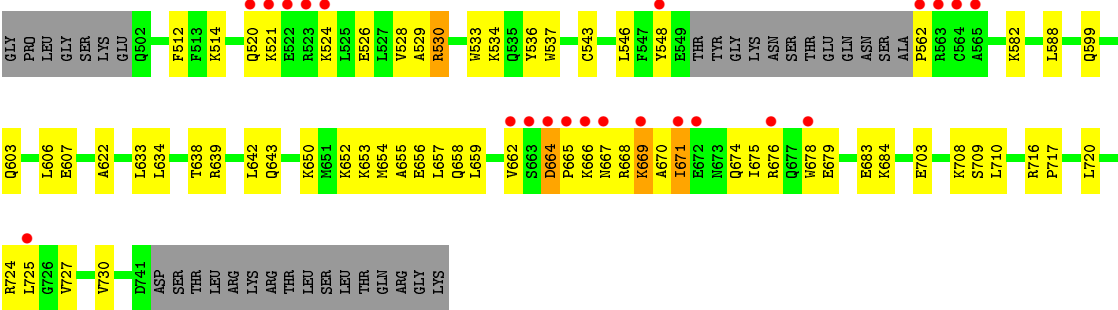 GLY PRO LEU GLY SER LYS GLU Q502 F512 F513 K514 Q520 K521 E522 R523 K524 L525 E526 L527 V528 A529 R530 W533 K534 Q535 Y536 W537 C543 L546 F547 Y548 E549 THR TYR GLY LYS ASN SER THR GLU GLN ASN SER ALA P562 R563 C564 A565 K582 L588 Q599
Q603 L606 E607 A622 L633 L634 T638 R639 L642 Q643 K650 M651 K652 K653 M654 A655 E656 L657 Q658 L659 V662 S663 D664 P665 K666 N667 R668 K669 A670 I671 E672 N673 Q674 I675 R676 Q677 W678 E679 E683 K684 E703 K708 S709 L710 R716 P717 L720
R724 L725 G726 V727 V730 D741 ASP SER THR LEU ARG LYS ARG THR LEU SER LEU THR GLN ARG GLY LYS